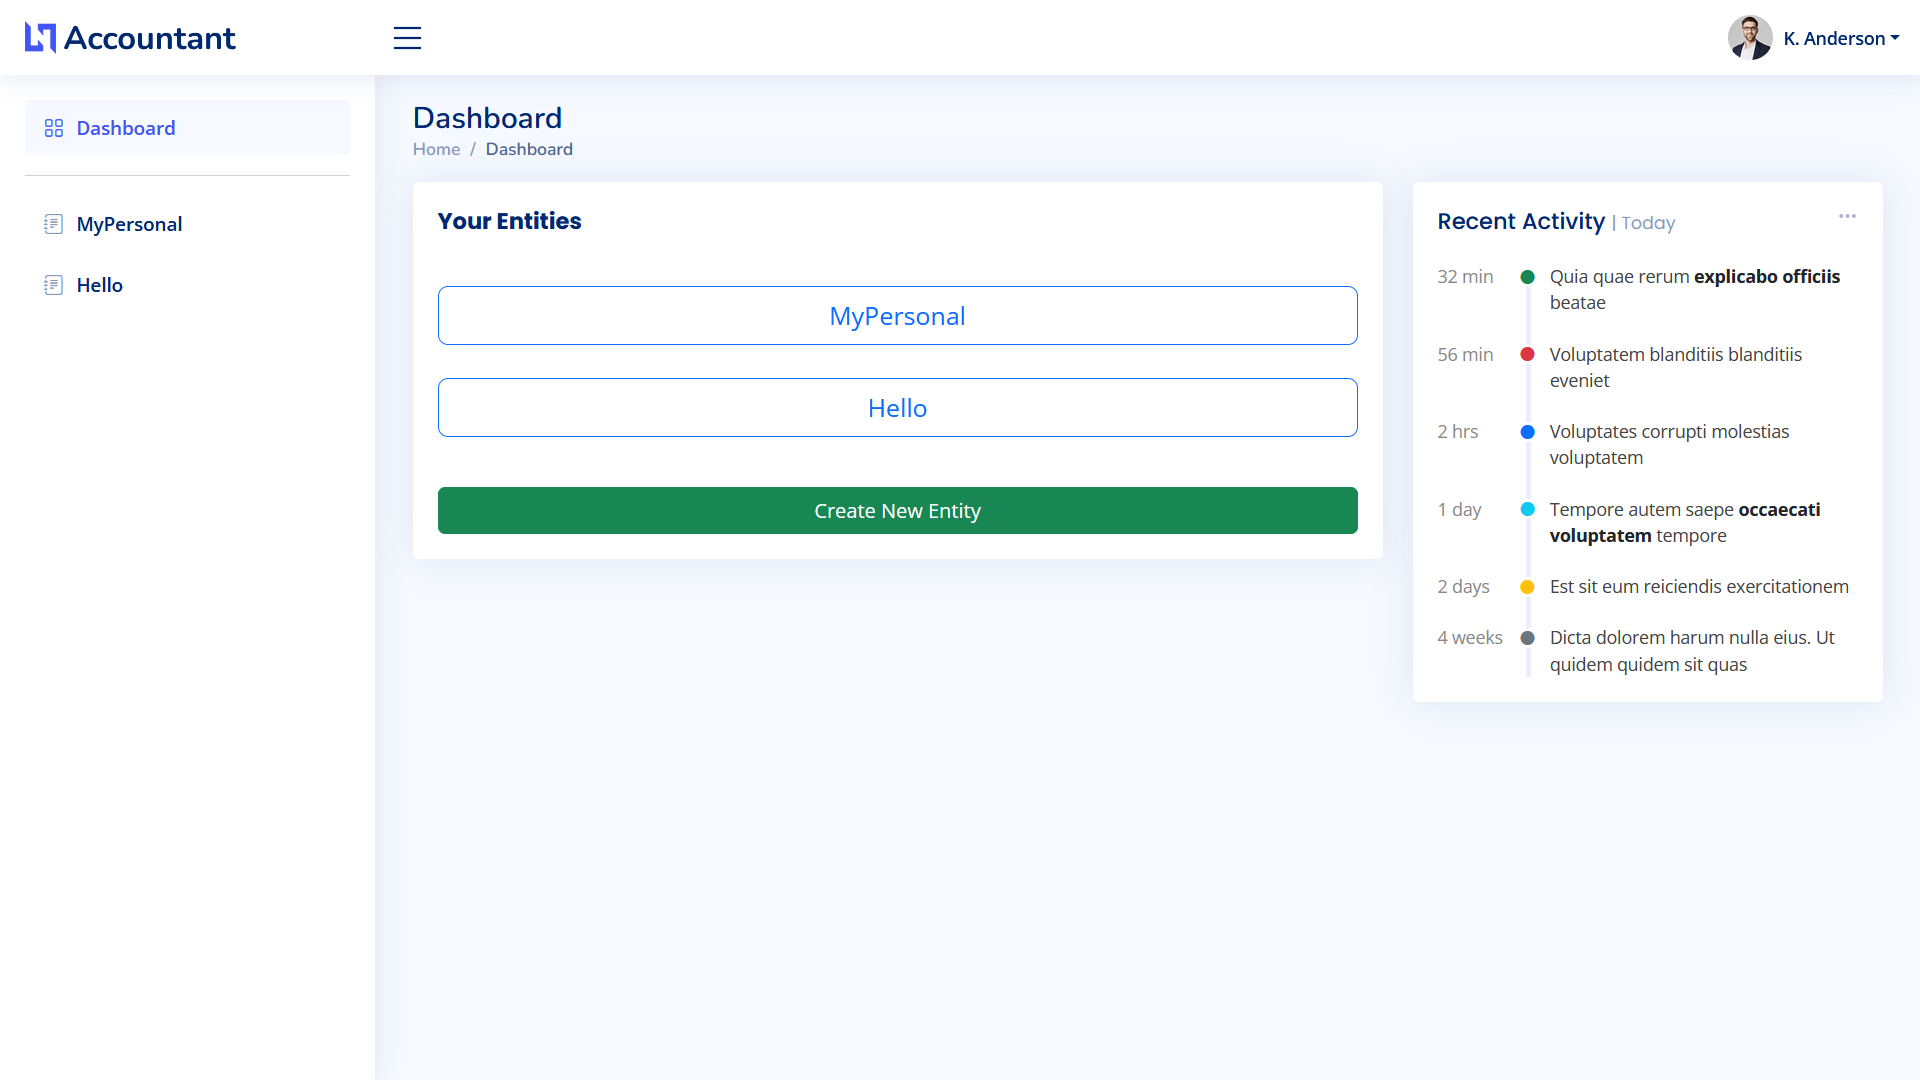 Accountant
K. Anderson
Dashboard
MyPersonal
Hello
Dashboard
Home / Dashboard
Your Entities
MyPersonal
Hello
Create New Entity
Recent Activity | Today
32 min
Quia quae rerum explicabo officiis
beatae
56 min
Voluptatem blanditiis blanditiis
eveniet
2 hrs
Voluptates corrupti molestias
voluptatem
1 day
Tempore autem saepe occaecati
voluptatem tempore
2 days
Est sit eum reiciendis exercitationem
4 weeks
Dicta dolorem harum nulla eius. Ut
quidem quidem sit quas